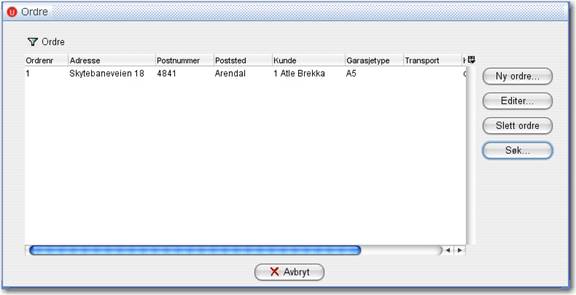 Ordre
Ordre
Ordrenr Adresse Postnummer Poststed Kunde Garasjetype Transport
1 Skytebaneveien 18 4841 Arendal 1 Atle Brekka A5
Ny ordre...
Editer...
Slett ordre
Søk...
Avbryt